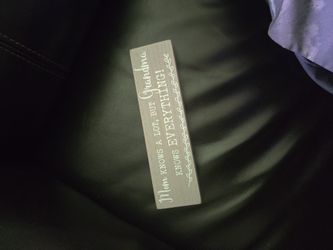 Mom KNOWS A LOT, BUT Grandma
KNOWS EVERYTHING!